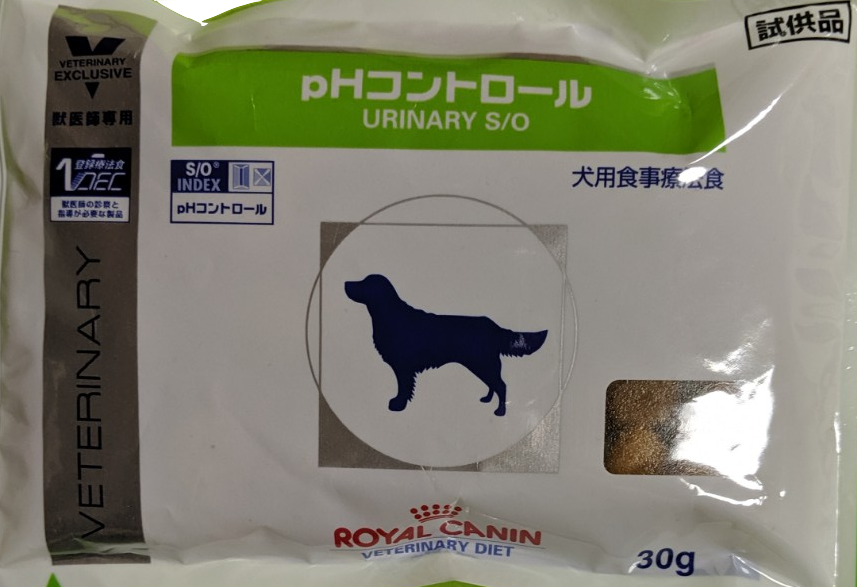 試供品
VETERINARY
EXCLUSIVE
獣医師専用
pHコントロール
URINARY S/O
1 登録療法食
DEC
獣医師の診察と
指導が必要な製品
S/O®
INDEX
pHコントロール
犬用食事療法食
VETERINARY
ROYAL CANIN
VETERINARY DIET
30g